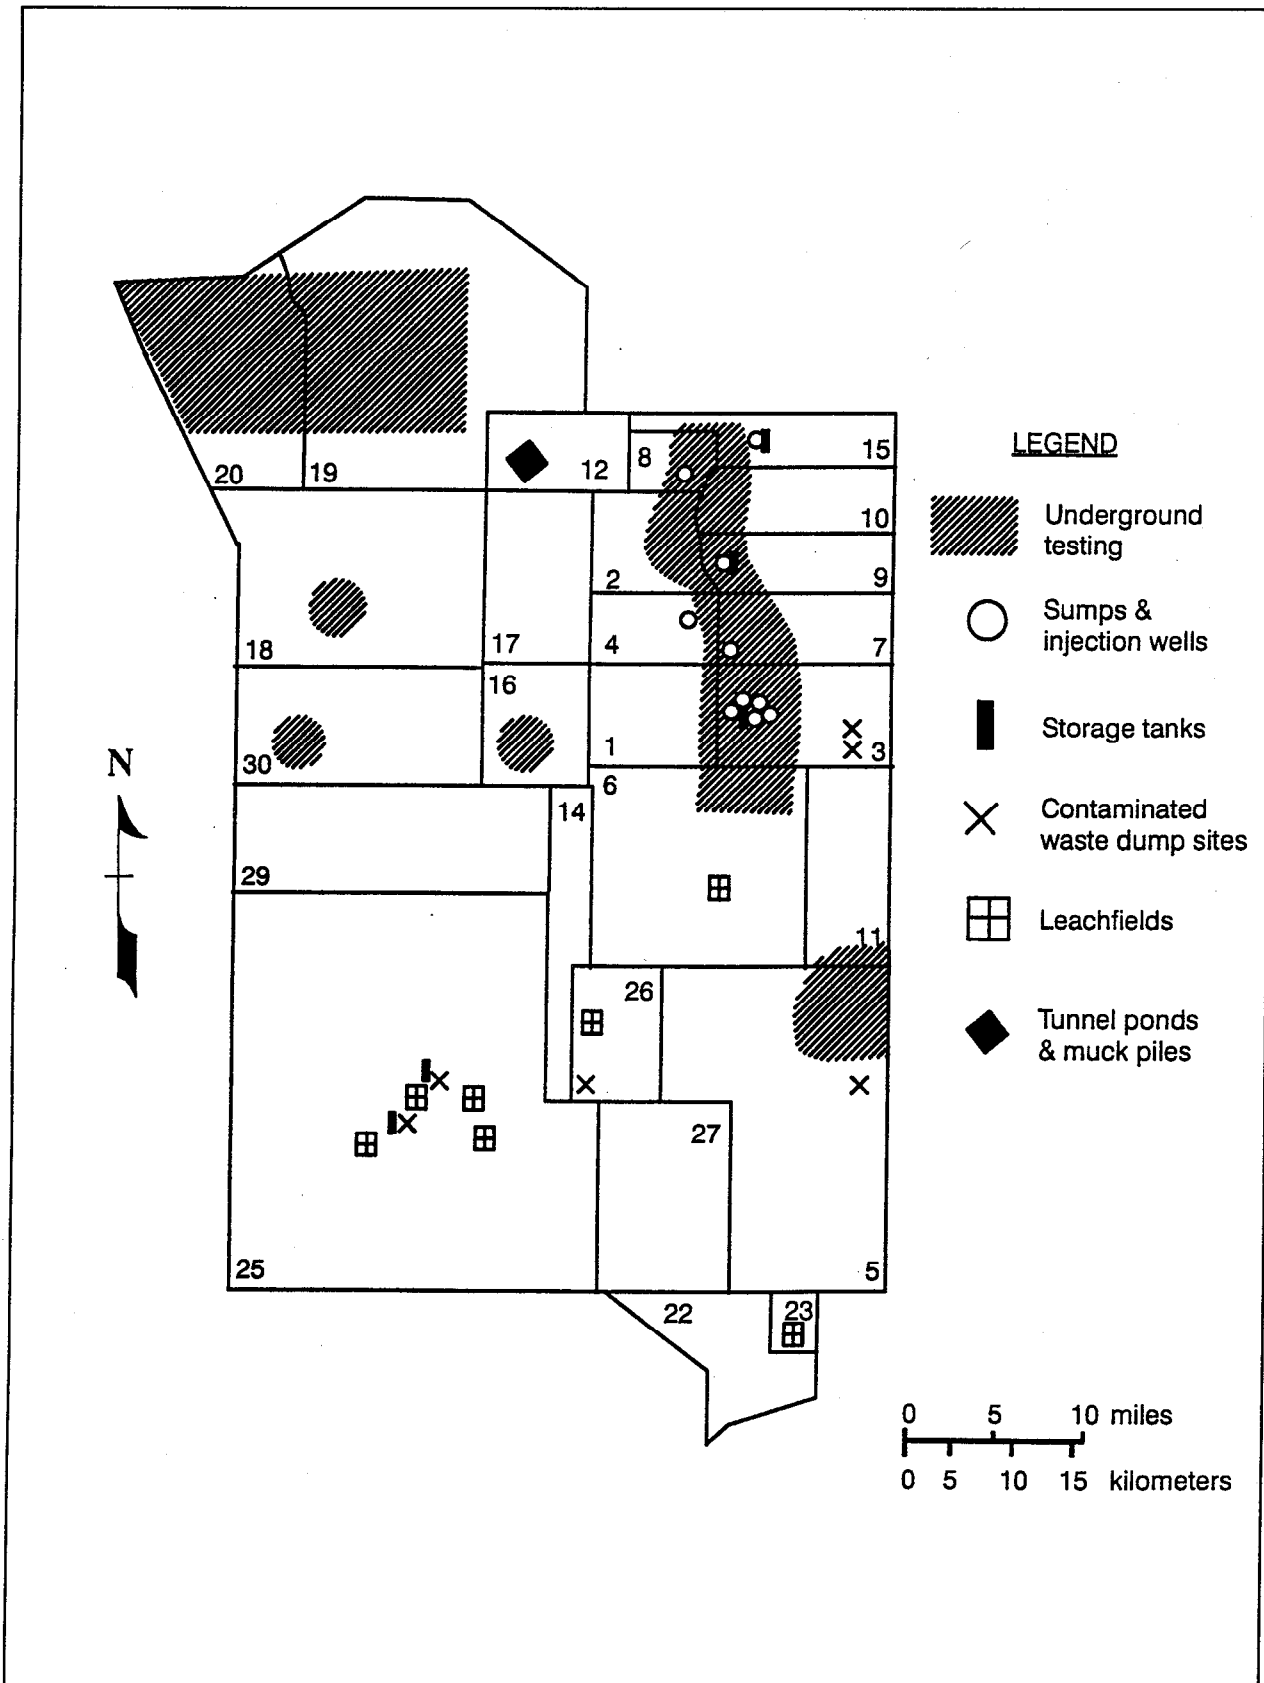 LEGEND
Underground
testing
Sumps &
injection wells
Storage tanks
Contaminated
waste dump sites
Leachfields
Tunnel ponds
& muck piles
N
20
19
12
8
15
10
2
9
18
17
4
7
16
30
1
3
6
14
29
11
26
27
25
5
22
23
0 5 10 miles
0 5 10 15 kilometers